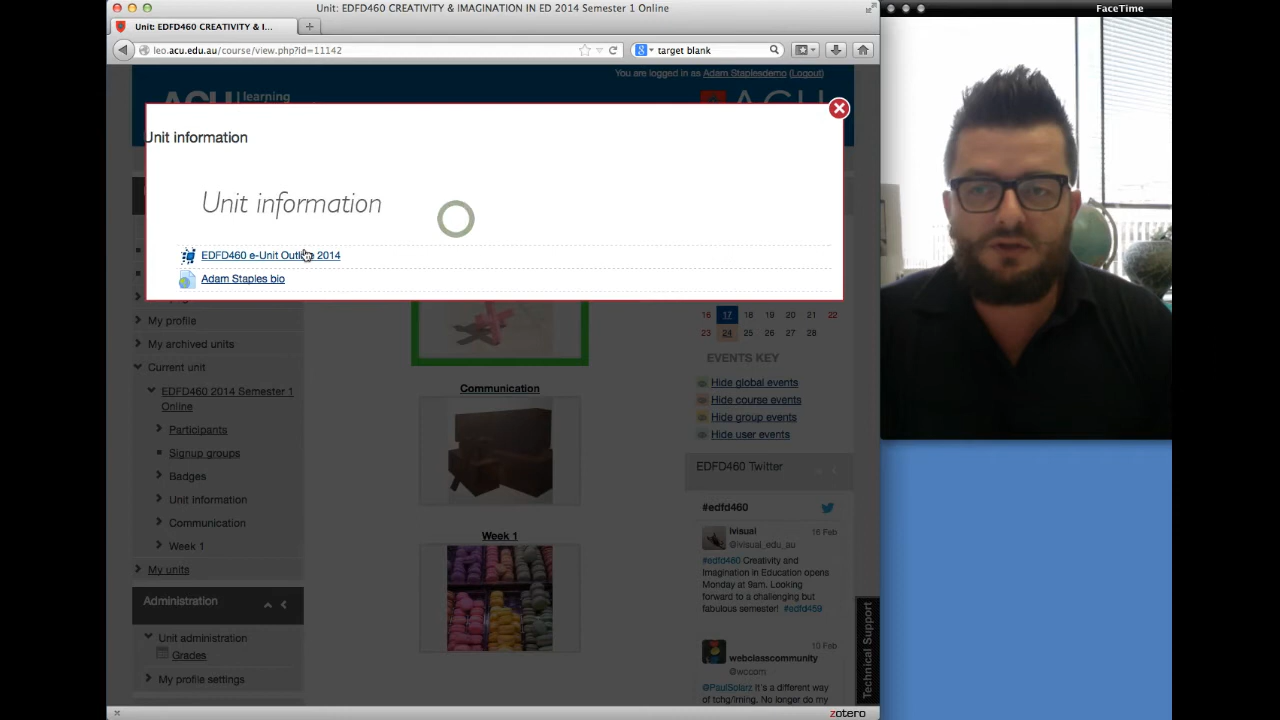 Unit: EDFD460 CREATIVITY & IMAGINATION IN ED 2014 Semester 1 Online
FaceTime
Unit: EDFD460 CREATIVITY & I...
leo.acu.edu.au/course/view.php?id=11142
target blank
You are logged in as Adam Staplesdemo (Logout)
ACU learning
ACU
Unit information
Unit information
EDFD460 e-Unit Outline 2014
Adam Staples bio
My profile
My archived units
Current unit
EDFD460 2014 Semester 1
Online
Participants
Signup groups
Badges
Unit Information
Communication
Week 1
My units
Administration
Unit administration
Grades
My profile settings
Communication
Week 1
16 17 18 19 20 21 22
23 24 25 26 27 28
EVENTS KEY
Hide global events
Hide course events
Hide group events
Hide user events
EDFD460 Twitter
#edfd460
ivisual 16 Feb
@ivisual_edu_au
#edfd460 Creativity and
Imagination in Education opens
Monday at 9am. Looking
forward to a challenging but
fabulous semester! #edfd459
10 Feb
webclasscommunity
@wccpm
@PaulSolarz It's a different way
of tchg/lrning. No longer do my
Technical Support
zotero